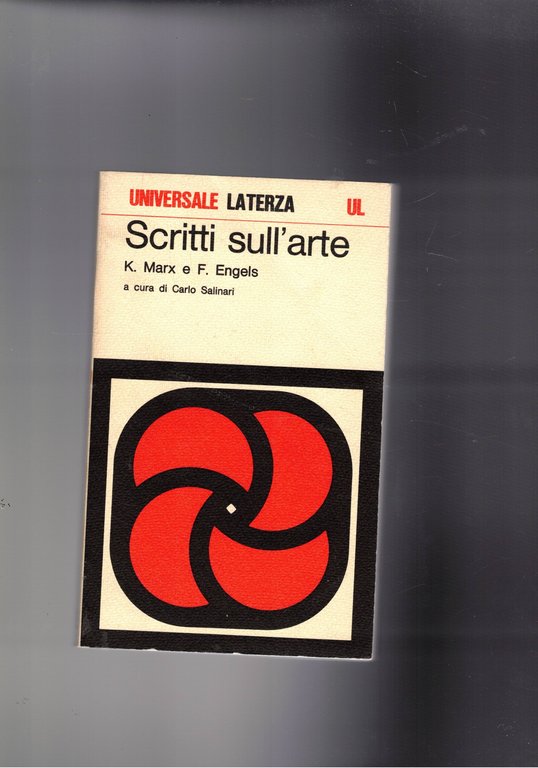 UNIVERSALE LATERZA UL
Scritti sull'arte
K. Marx e F. Engels
a cura di Carlo Salinari